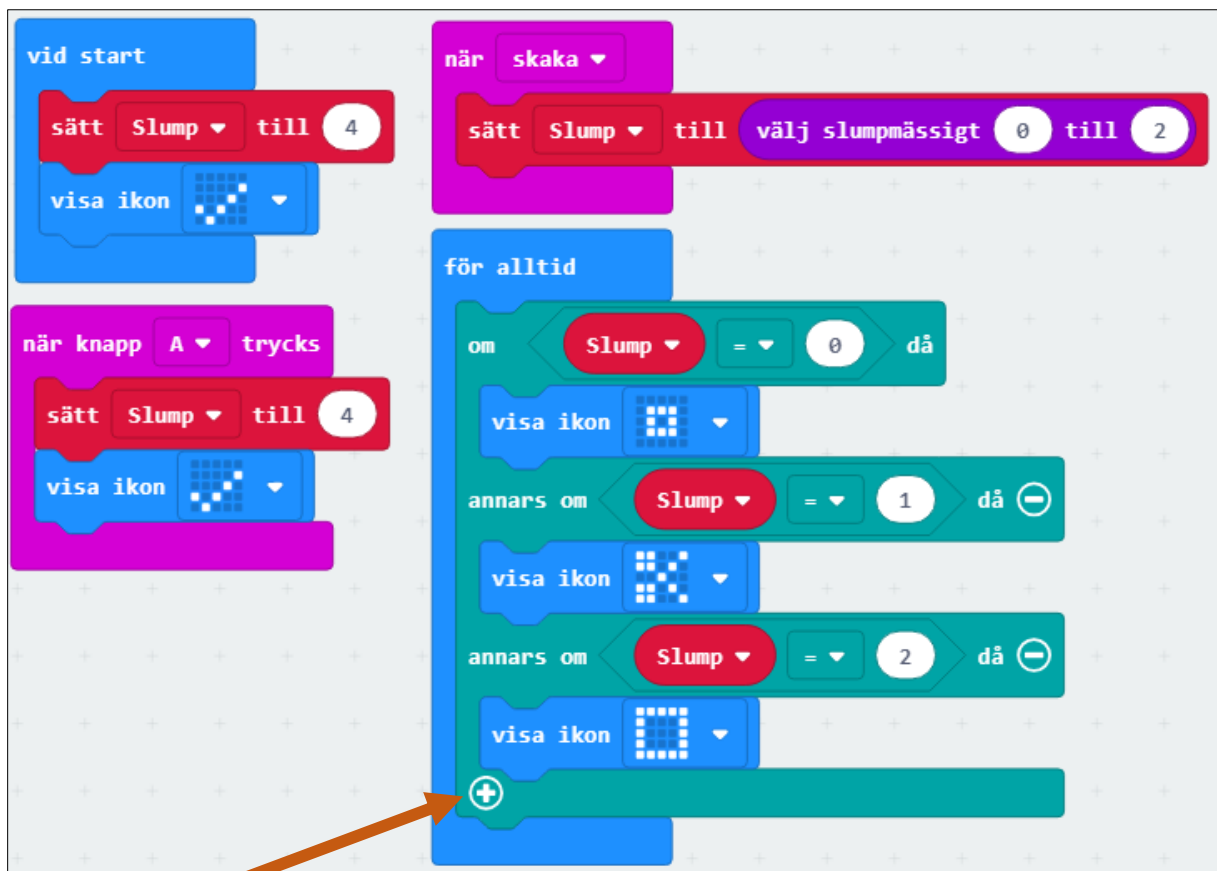 vid start
sätt Slump till 4
visa ikon
när knapp A trycks
sätt Slump till 4
visa ikon
när skaka
sätt Slump till välj slumpmässigt 0 till 2
för alltid
om Slump = 0 då
visa ikon
annars om Slump = 1 då
visa ikon
annars om Slump = 2 då
visa ikon